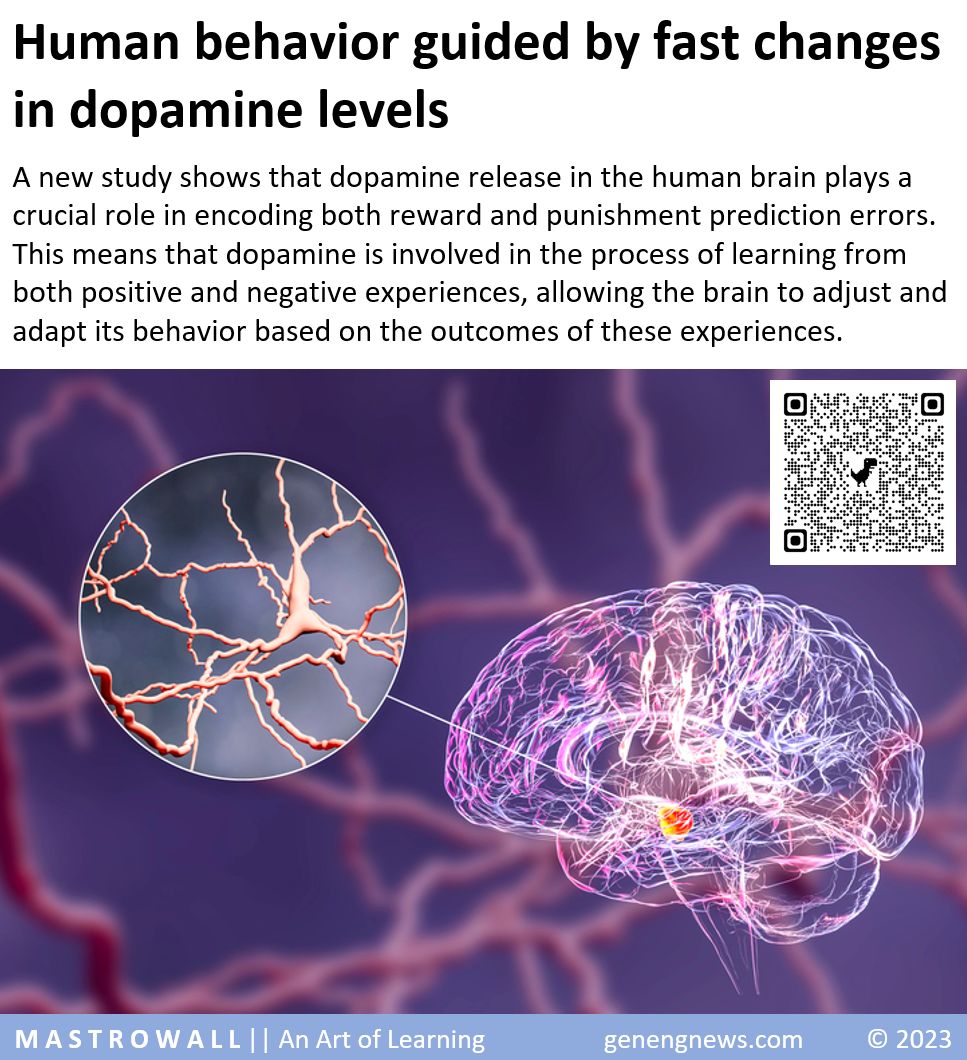 Human behavior guided by fast changes
in dopamine levels
A new study shows that dopamine release in the human brain plays a
crucial role in encoding both reward and punishment prediction errors.
This means that dopamine is involved in the process of learning from
both positive and negative experiences, allowing the brain to adjust and
adapt its behavior based on the outcomes of these experiences.
MASTROWALL || An Art of Learning genengnews.com © 2023